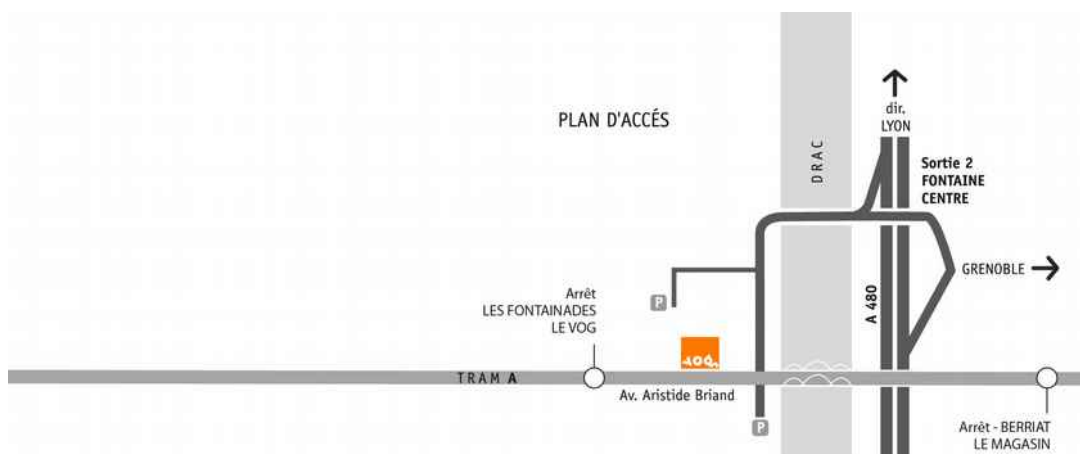 PLAN D'ACCÉS
DRAC
dir.
LYON
Sortie 2
FONTAINE
CENTRE
GRENOBLE
A 480
P
Arrêt
LES FONTAINADES
LE VOG
VOG
TRAM A
Av. Aristide Briand
P
Arrêt - BERRIAT
LE MAGASIN